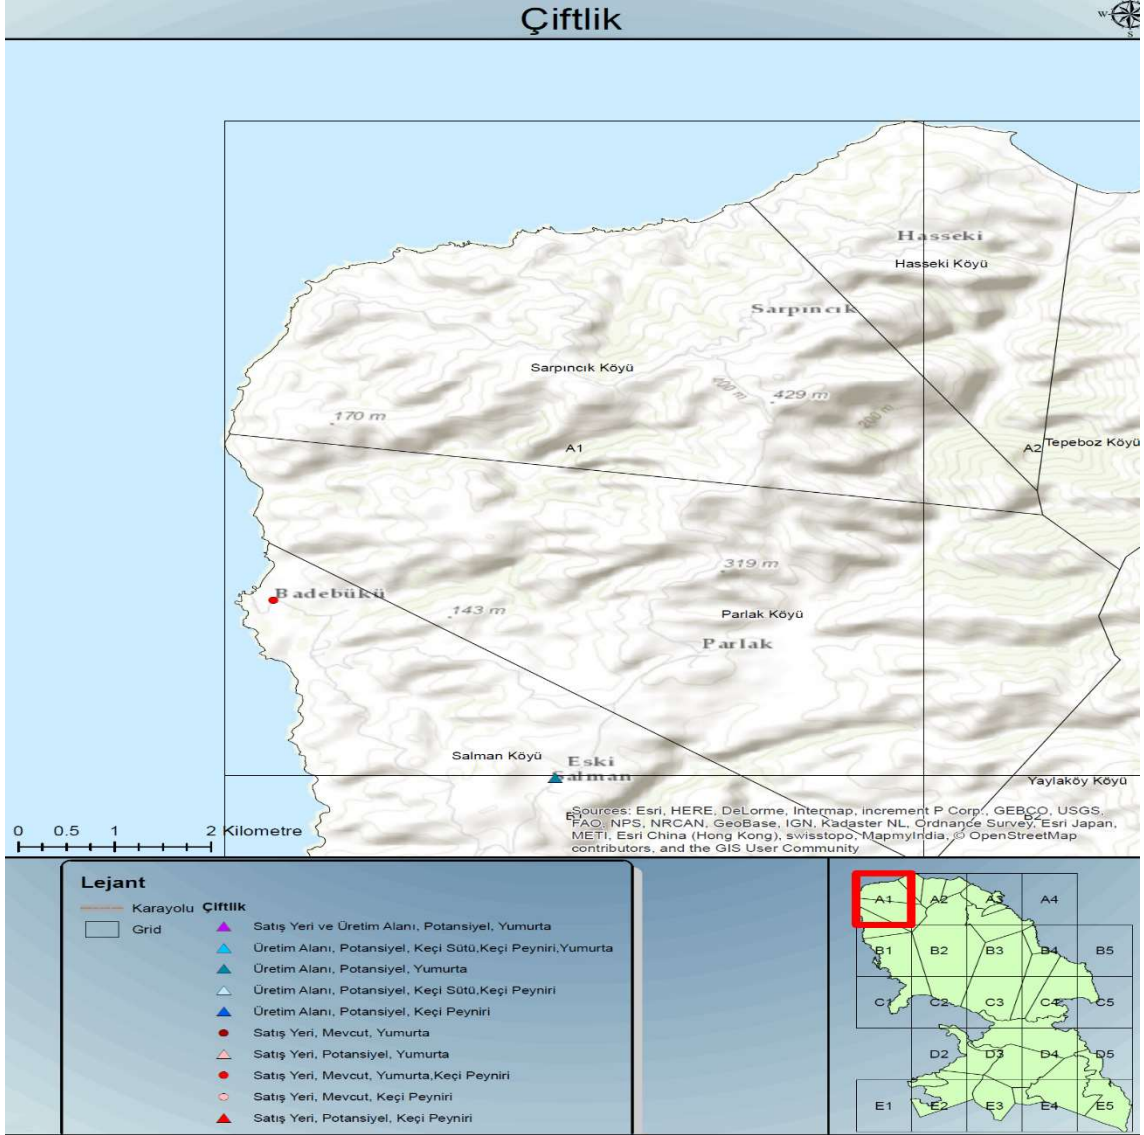 Çiftlik
W
S
Hasseki
Hasseki Köyü
Sarpıncık
Sarpıncık Köyü
400 m
429 m
200 m
170 m
A1
A2
Tepeboz Köyü
319 m
Badebükü
143 m
Parlak Köyü
Parlak
Salman Köyü
Eski
Salman
Yaylaköy Köyü
B1
B2
Sources: Esri, HERE, DeLorme, Intermap, increment P Corp., GEBCO, USGS,
FAO, NPS, NRCAN, GeoBase, IGN, Kadaster NL, Ordnance Survey, Esri Japan,
METI, Esri China (Hong Kong), swisstopo, MapmyIndia, © OpenStreetMap
contributors, and the GIS User Community
0 0.5 1 2 Kilometre
Lejant
Karayolu
Grid
Çiftlik
Satış Yeri ve Üretim Alanı, Potansiyel, Yumurta
Üretim Alanı, Potansiyel, Keçi Sütü,Keçi Peyniri,Yumurta
Üretim Alanı, Potansiyel, Yumurta
Üretim Alanı, Potansiyel, Keçi Sütü,Keçi Peyniri
Üretim Alanı, Potansiyel, Keçi Peyniri
Satış Yeri, Mevcut, Yumurta
Satış Yeri, Potansiyel, Yumurta
Satış Yeri, Mevcut, Yumurta,Keçi Peyniri
Satış Yeri, Mevcut, Keçi Peyniri
Satış Yeri, Potansiyel, Keçi Peyniri
A1 A2 A3 A4
B1 B2 B3 B4 B5
C1 C2 C3 C4 C5
D2 D3 D4 D5
E1 E2 E3 E4 E5